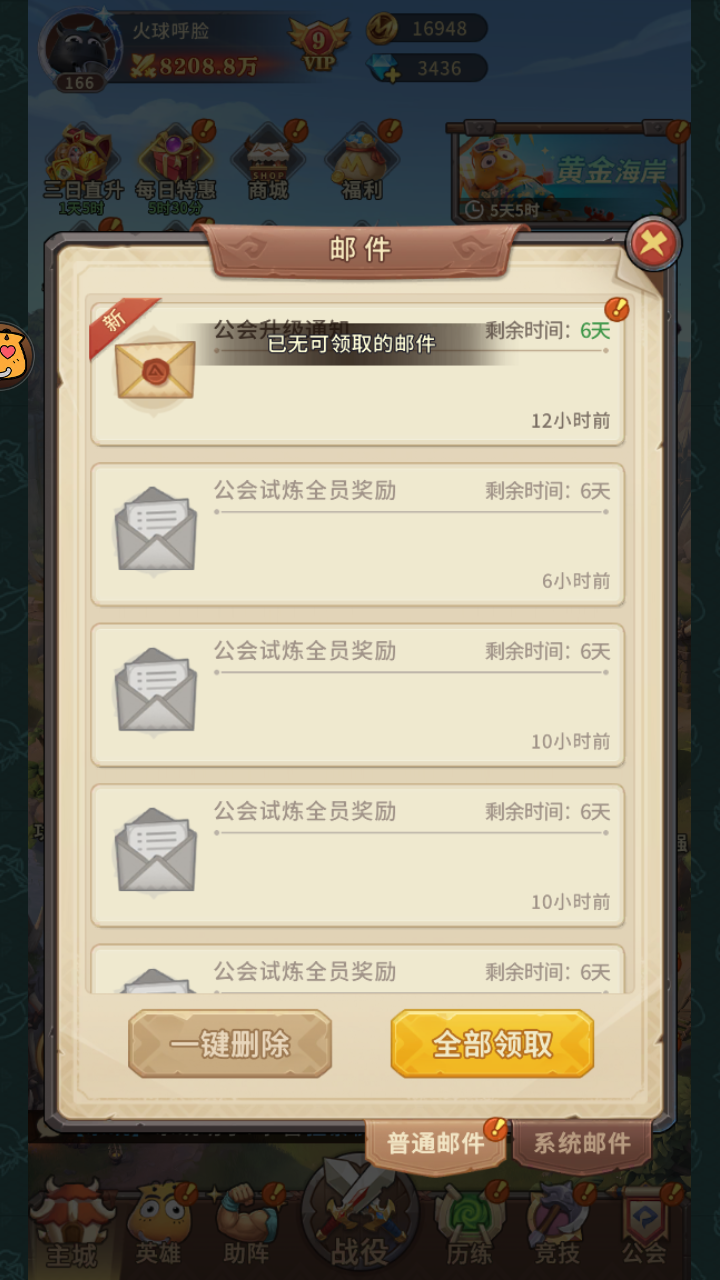 火球呼脸
166
8208.8万
9
VIP
16948
3436
三日直升
1天5时
每日特惠
5时30分
SHOP
商城
福利
黄金海岸
5天5时
邮件
新
公会升级通知
剩余时间：6天
已无可领取的邮件
12小时前
公会试炼全员奖励
剩余时间：6天
6小时前
公会试炼全员奖励
剩余时间：6天
10小时前
公会试炼全员奖励
剩余时间：6天
10小时前
公会试炼全员奖励
剩余时间：6天
一键删除
全部领取
普通邮件
系统邮件
主城
英雄
助阵
战役
历练
竞技
公会